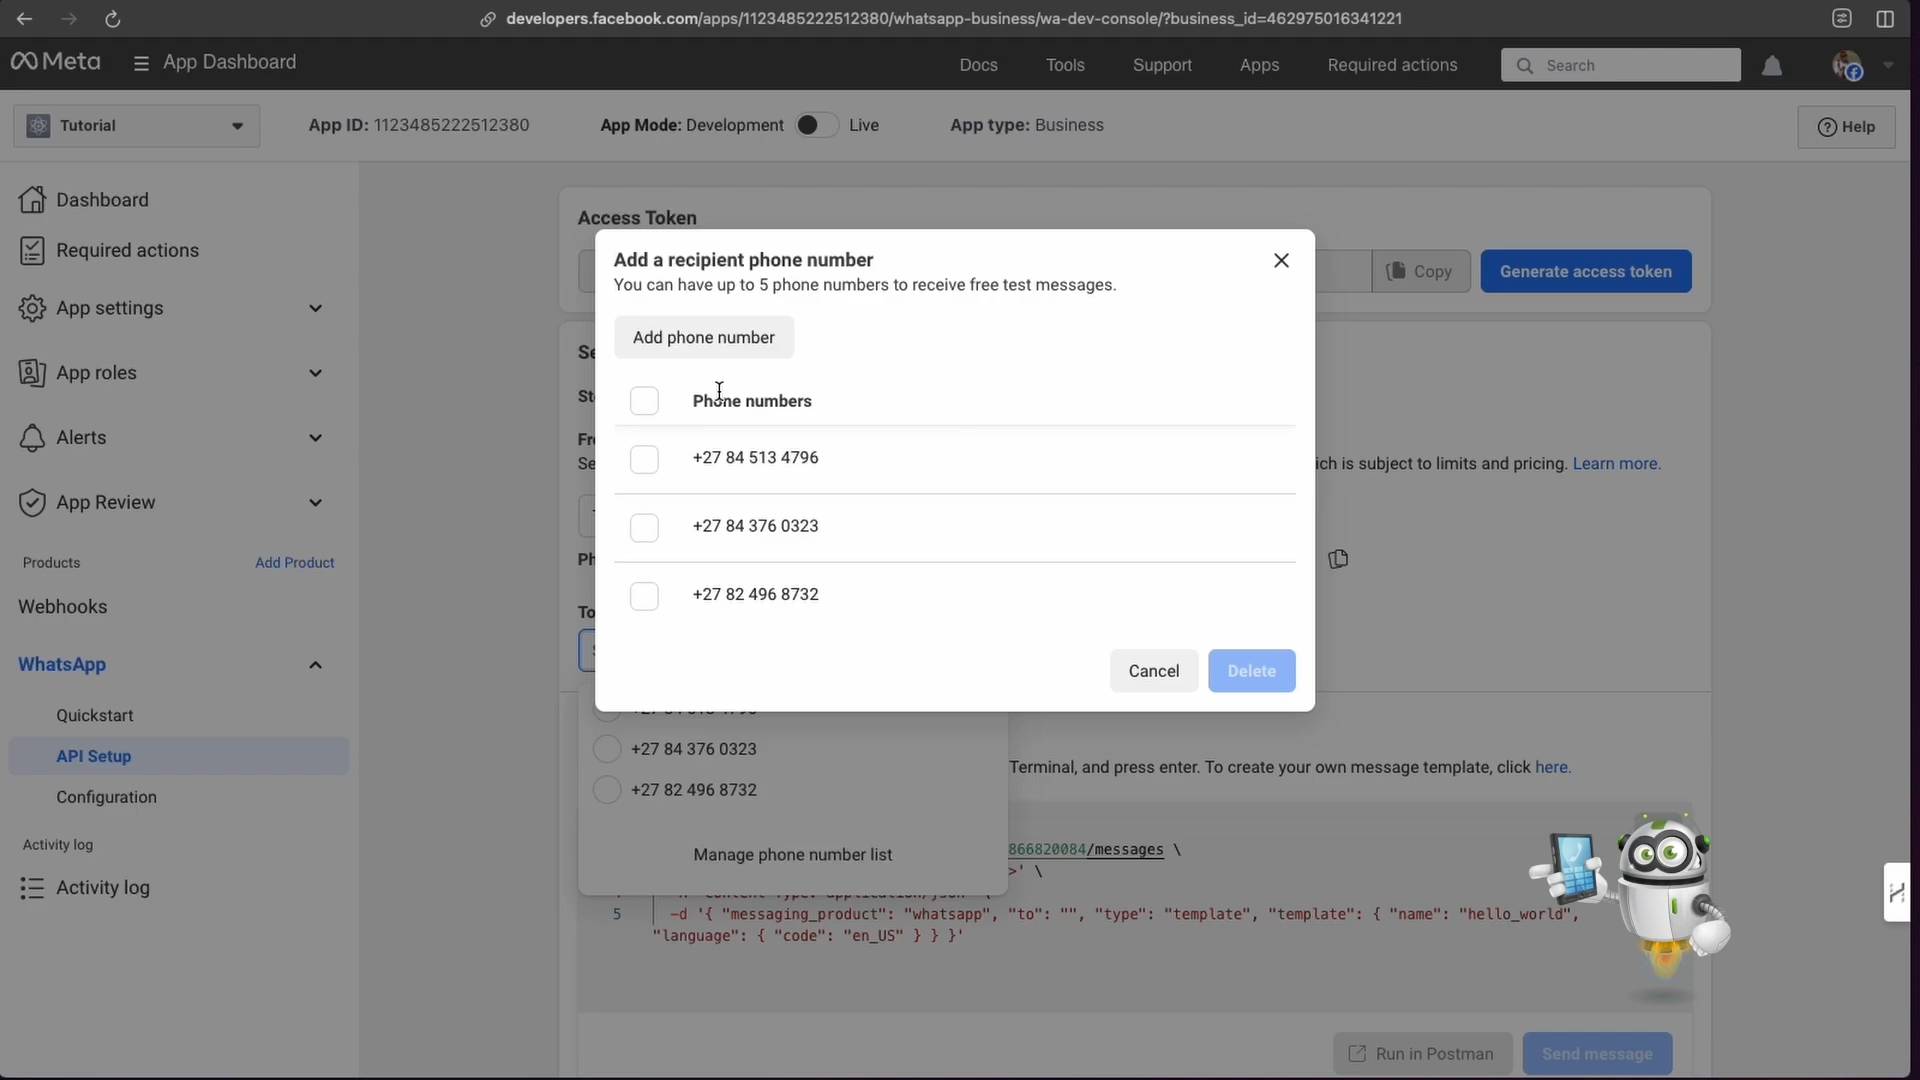 developers.facebook.com/apps/1123485222512380/whatsapp-business/wa-dev-console/?business_id=462975016341221
Meta
App Dashboard
Docs
Tools
Support
Apps
Required actions
Search
Tutorial
App ID: 1123485222512380
App Mode: Development
Live
App type: Business
Help
Dashboard
Required actions
App settings
App roles
Alerts
App Review
Products
Add Product
Webhooks
WhatsApp
Quickstart
API Setup
Configuration
Activity log
Activity log
Access Token
Copy
Generate access token
Add a recipient phone number
You can have up to 5 phone numbers to receive free test messages.
Add phone number
Phone numbers
+27 84 513 4796
+27 84 376 0323
+27 82 496 8732
Cancel
Delete
ich is subject to limits and pricing. Learn more.
To
+27 84 376 0323
+27 82 496 8732
Manage phone number list
Terminal, and press enter. To create your own message template, click here.
866820084/messages \
>' \
5 -d '{ "messaging_product": "whatsapp", "to": "", "type": "template", "template": { "name": "hello_world",
"language": { "code": "en_US" } } }'
Run in Postman
Send message